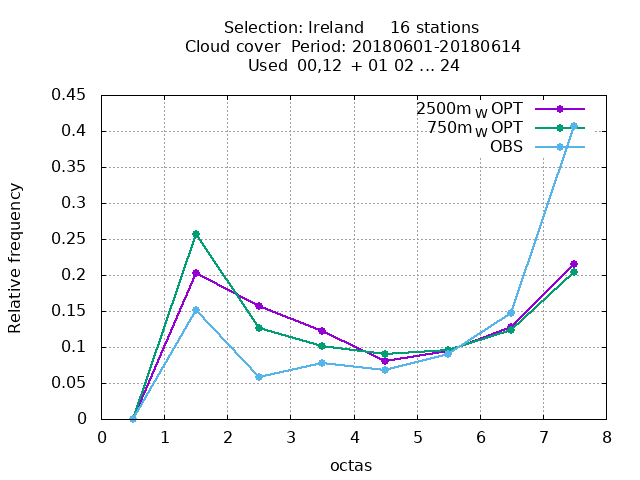 Selection: Ireland 16 stations
Cloud cover Period: 20180601-20180614
Used 00,12 + 01 02 ... 24
2500m W OPT
750m W OPT
OBS
Relative frequency
0.45
0.4
0.35
0.3
0.25
0.2
0.15
0.1
0.05
0
0 1 2 3 4 5 6 7 8
octas